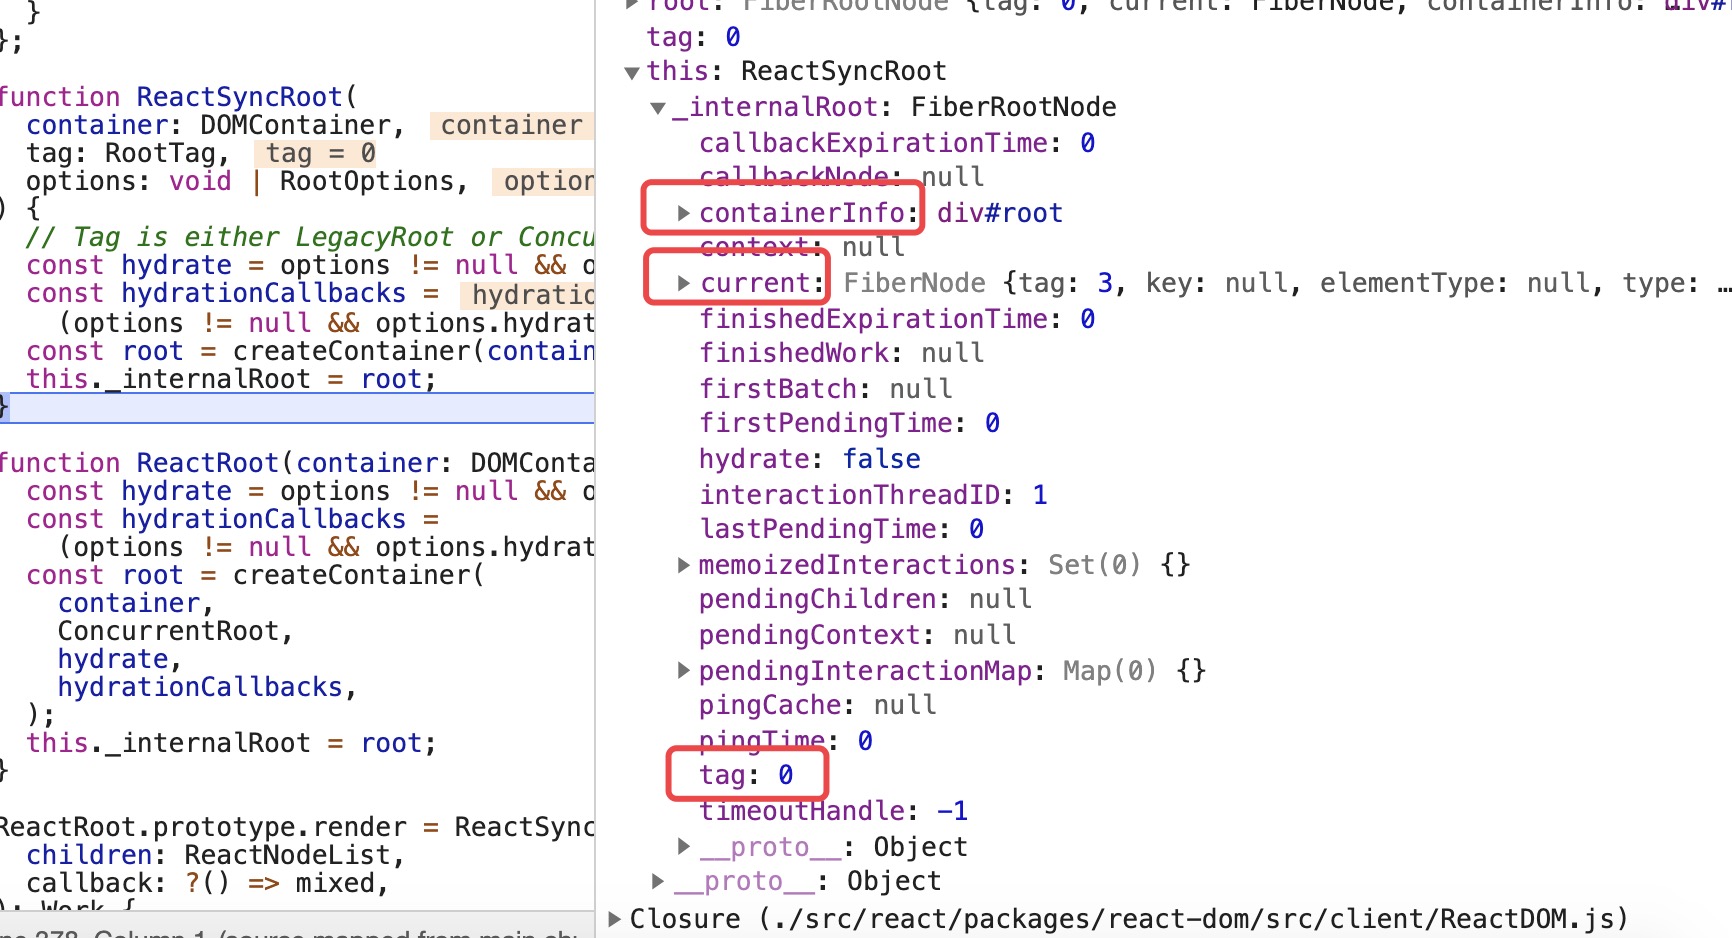 }
};
function ReactSyncRoot(
container: DOMContainer, container
tag: RootTag, tag = 0
options: void | RootOptions, option
) {
// Tag is either LegacyRoot or Concu
const hydrate = options != null && o
const hydrationCallbacks = hydratio
(options != null && options.hydrat
const root = createContainer(contain
this._internalRoot = root;
}
function ReactRoot(container: DOMConta
const hydrate = options != null && o
const hydrationCallbacks =
(options != null && options.hydrat
const root = createContainer(
container,
ConcurrentRoot,
hydrate,
hydrationCallbacks,
);
this._internalRoot = root;
}
ReactRoot.prototype.render = ReactSync
children: ReactNodeList,
callback: ?() => mixed,
): Work {
ne 378, Column 1 (source mapped from main.ch
root: FiberRootNode {tag: 0, current: FiberNode, containerInfo: div#r
tag: 0
this: ReactSyncRoot
_internalRoot: FiberRootNode
callbackExpirationTime: 0
callbackNode: null
containerInfo: div#root
context: null
current: FiberNode {tag: 3, key: null, elementType: null, type: …
finishedExpirationTime: 0
finishedWork: null
firstBatch: null
firstPendingTime: 0
hydrate: false
interactionThreadID: 1
lastPendingTime: 0
memoizedInteractions: Set(0) {}
pendingChildren: null
pendingContext: null
pendingInteractionMap: Map(0) {}
pingCache: null
pingTime: 0
tag: 0
timeoutHandle: -1
__proto__: Object
__proto__: Object
Closure (./src/react/packages/react-dom/src/client/ReactDOM.js)